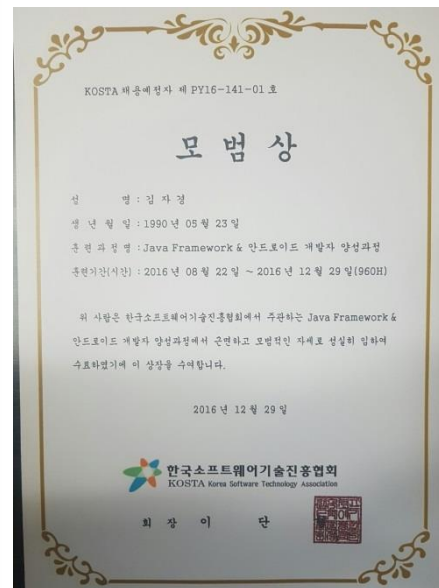 KOSTA 채용예정자 제 PY16-141-01 호
모 범 상
성 명 : 김 자 경
생 년 월 일 : 1990 년 05 월 23 일
훈 련 과 정 명 : Java Framework & 안드로이드 개발자 양성과정
훈련기간(시간) : 2016 년 08 월 22 일 ~ 2016 년 12 월 29 일(960H)
위 사람은 한국소프트웨어기술진흥협회에서 주관하는 Java Framework &
안드로이드 개발자 양성과정에서 근면하고 모범적인 자세로 성실히 임하여
수료하였기에 이 상장을 수여합니다.
2016 년 12 월 29 일
한국소프트웨어기술진흥협회
KOSTA Korea Software Technology Association
회 장 이 단